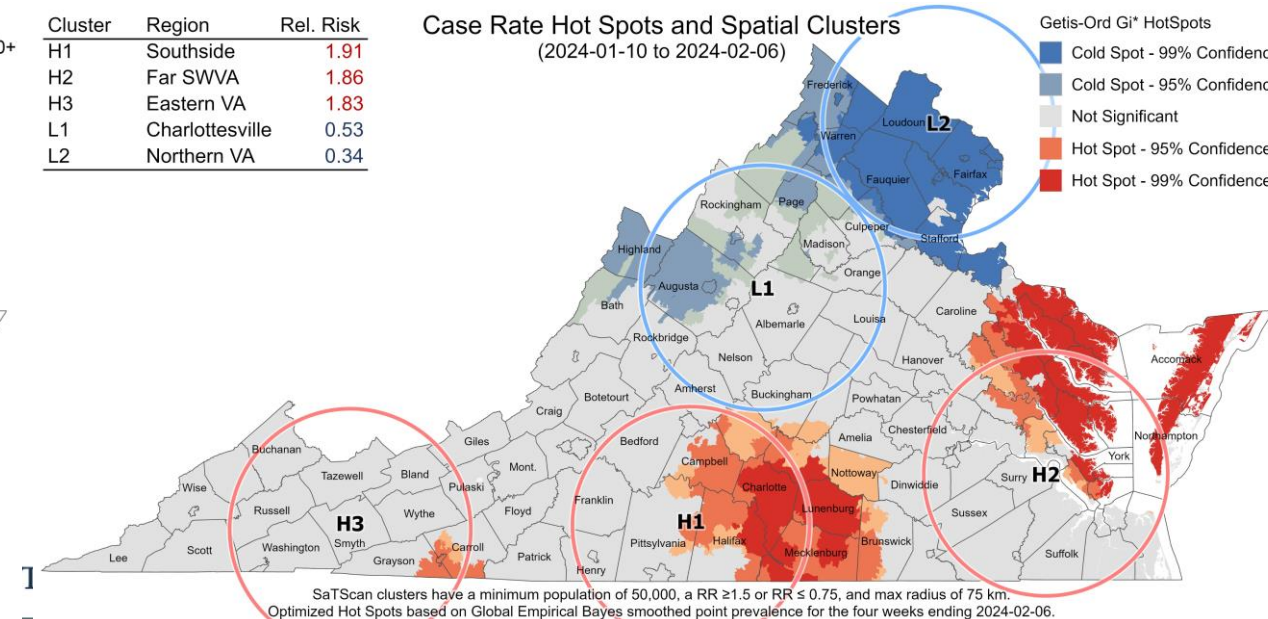 Case Rate Hot Spots and Spatial Clusters
(2024-01-10 to 2024-02-06)
0+
Cluster Region Rel. Risk
H1 Southside 1.91
H2 Far SWVA 1.86
H3 Eastern VA 1.83
L1 Charlottesville 0.53
L2 Northern VA 0.34
Getis-Ord Gi* HotSpots
Cold Spot - 99% Confidenc
Cold Spot - 95% Confidenc
Not Significant
Hot Spot - 95% Confidence
Hot Spot - 99% Confidence
Frederick
Loudoun
L2
Warren
Fauquier
Fairfax
Rockingham
Page
Culpeper
Stafford
Madison
Highland
Orange
Augusta
L1
Bath
Albemarle
Louisa
Caroline
Rockbridge
Nelson
Hanover
Accomack
Amherst
Buckingham
Powhatan
Botetourt
Craig
Chesterfield
Amelia
Northampton
Bedford
Giles
Buchanan
York
Campbell
Mont.
Tazewell
Bland
Nottoway
Pulaski
Charlotte
Dinwiddie
Surry
H2
Wise
Franklin
Lunenburg
Russell
Wythe
Floyd
Sussex
H3
H1
Smyth
Washington
Pittsylvania
Halifax
Brunswick
Carroll
Scott
Lee
Grayson
Patrick
Mecklenburg
Suffolk
Henry
SaTScan clusters have a minimum population of 50,000, a RR ≥1.5 or RR ≤ 0.75, and max radius of 75 km.
Optimized Hot Spots based on Global Empirical Bayes smoothed point prevalence for the four weeks ending 2024-02-06.